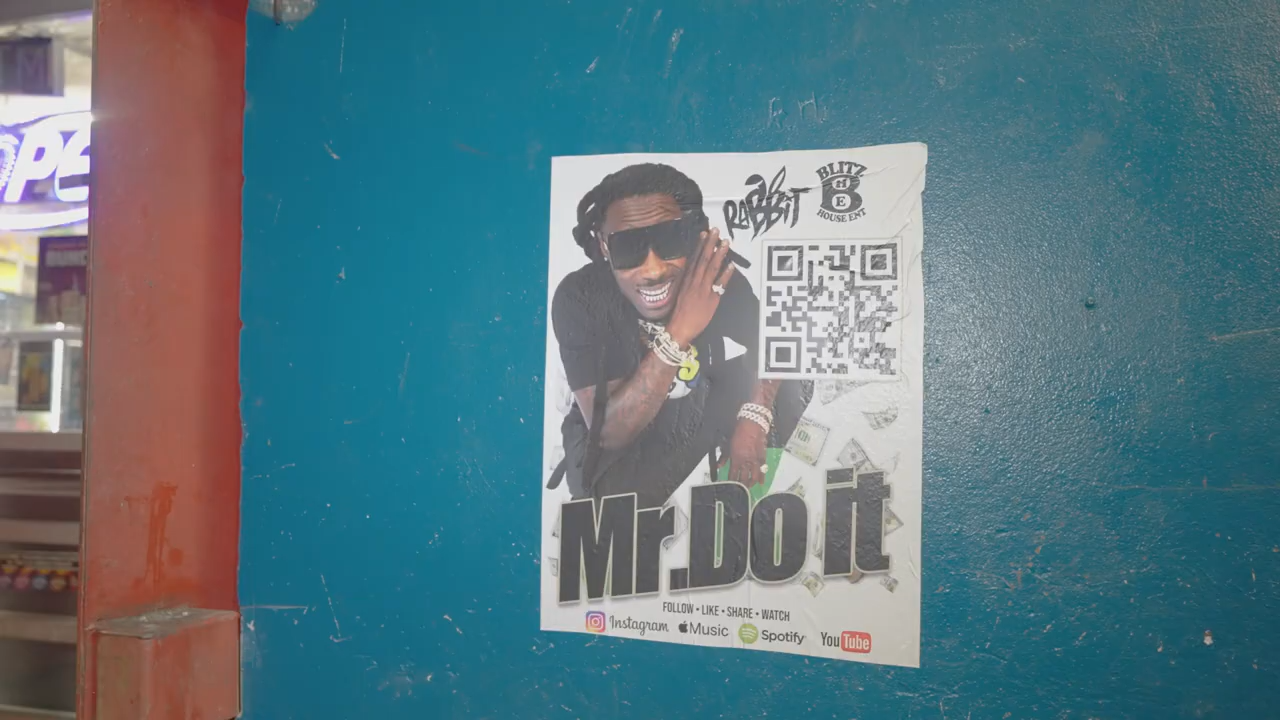 RABBIT
BLITZ
H
E
HOUSE ENT
Mr.Do it
FOLLOW • LIKE • SHARE • WATCH
Instagram
Music
Spotify
YouTube